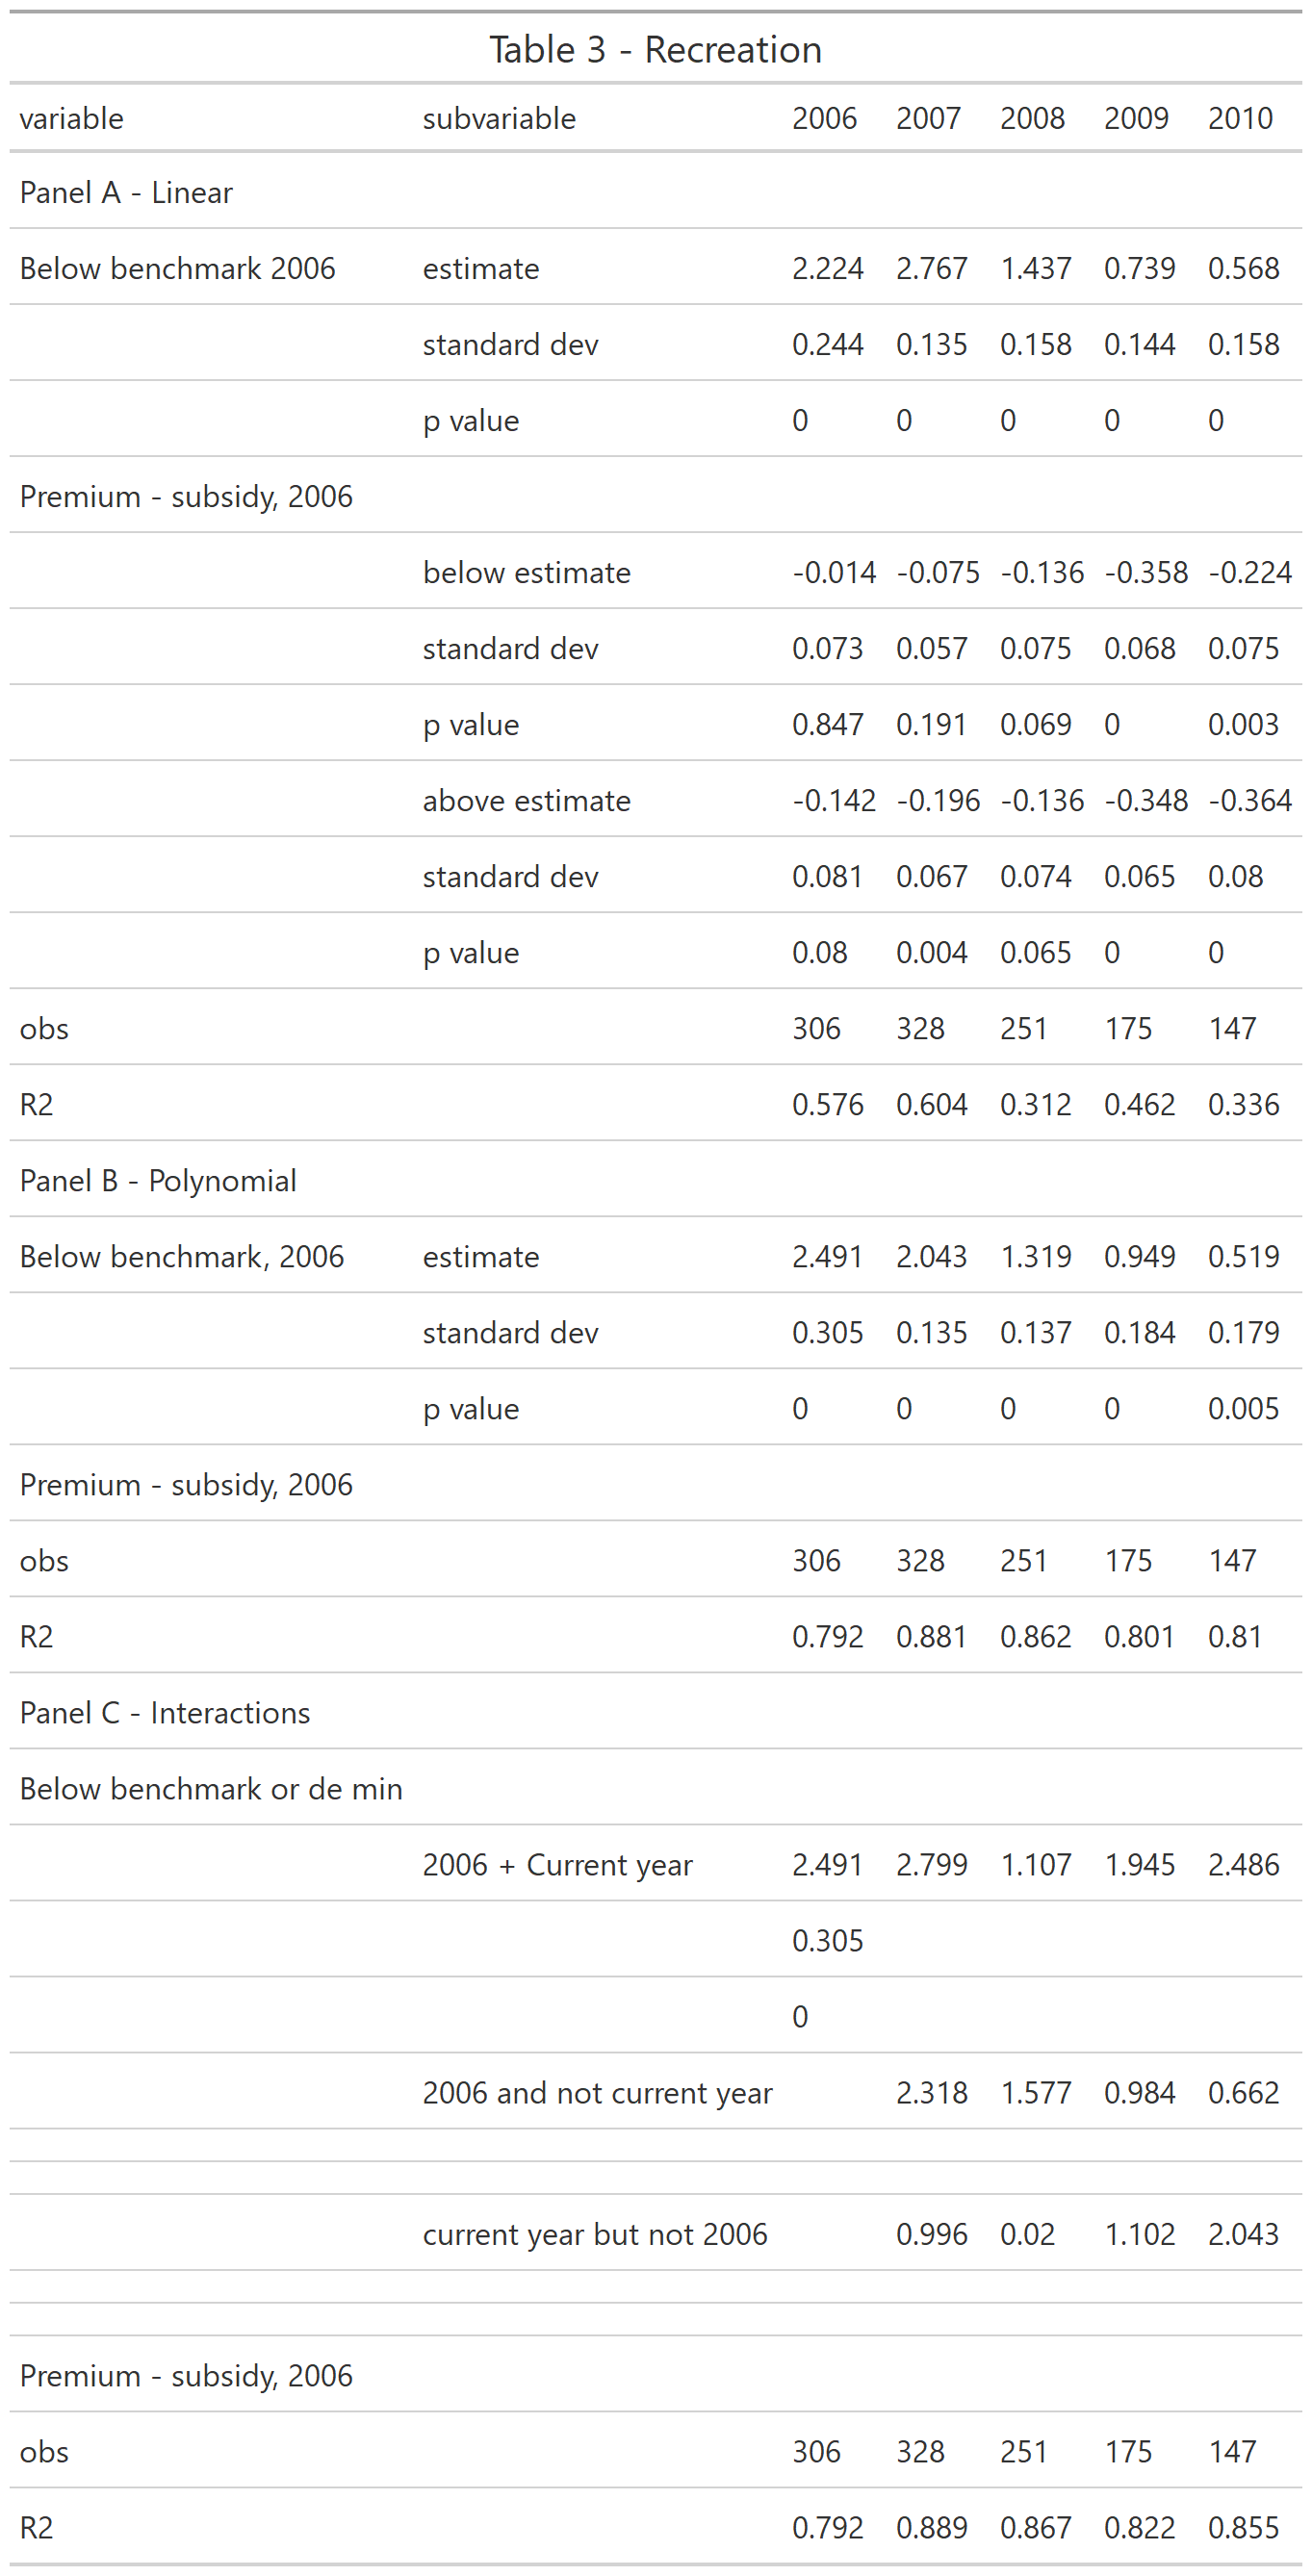 Table 3 - Recreation
variable subvariable 2006 2007 2008 2009 2010
Panel A - Linear
Below benchmark 2006 estimate 2.224 2.767 1.437 0.739 0.568
standard dev 0.244 0.135 0.158 0.144 0.158
p value 0 0 0 0 0
Premium - subsidy, 2006
below estimate -0.014 -0.075 -0.136 -0.358 -0.224
standard dev 0.073 0.057 0.075 0.068 0.075
p value 0.847 0.191 0.069 0 0.003
above estimate -0.142 -0.196 -0.136 -0.348 -0.364
standard dev 0.081 0.067 0.074 0.065 0.08
p value 0.08 0.004 0.065 0 0
obs 306 328 251 175 147
R2 0.576 0.604 0.312 0.462 0.336
Panel B - Polynomial
Below benchmark, 2006 estimate 2.491 2.043 1.319 0.949 0.519
standard dev 0.305 0.135 0.137 0.184 0.179
p value 0 0 0 0 0.005
Premium - subsidy, 2006
obs 306 328 251 175 147
R2 0.792 0.881 0.862 0.801 0.81
Panel C - Interactions
Below benchmark or de min
2006 + Current year 2.491 2.799 1.107 1.945 2.486
0.305
0
2006 and not current year 2.318 1.577 0.984 0.662
current year but not 2006 0.996 0.02 1.102 2.043
Premium - subsidy, 2006
obs 306 328 251 175 147
R2 0.792 0.889 0.867 0.822 0.855